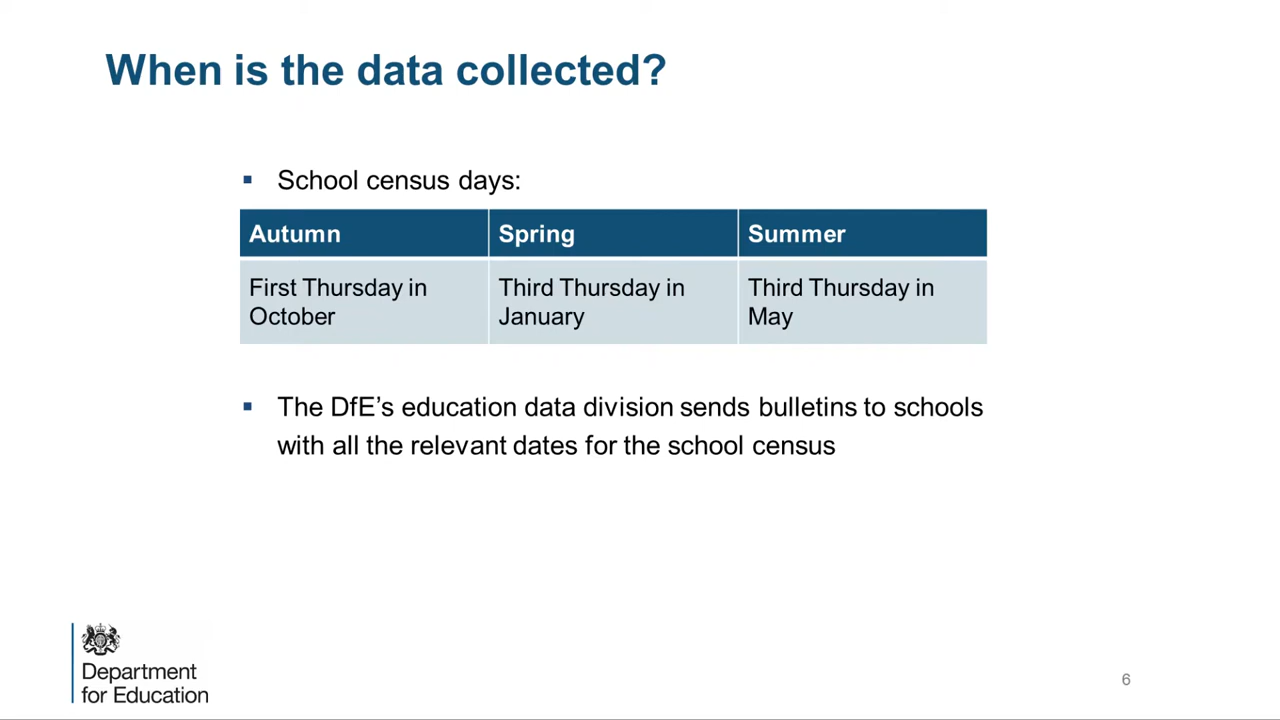 When is the data collected?
▪ School census days:
Autumn Spring Summer
First Thursday in Third Thursday in Third Thursday in
October January May
▪ The DfE’s education data division sends bulletins to schools
with all the relevant dates for the school census
Department
for Education
6